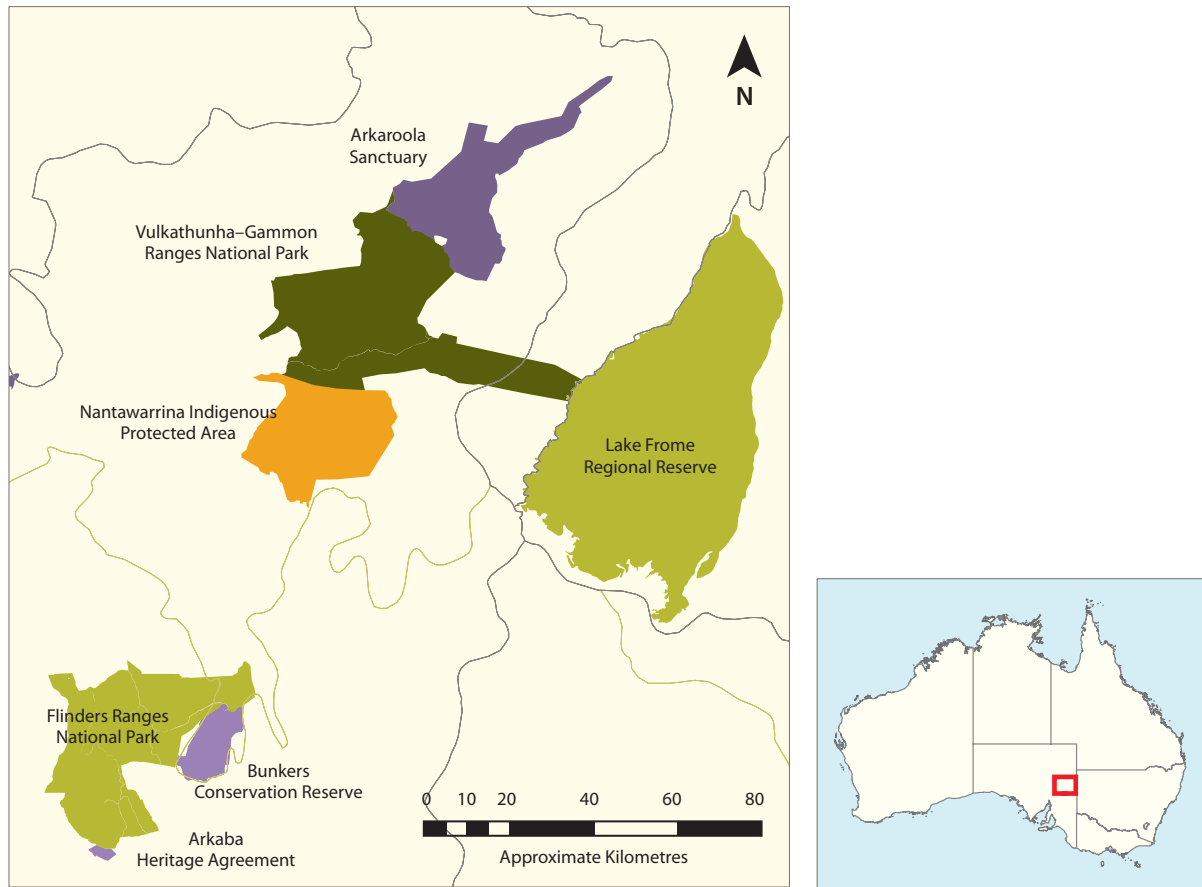 N
Arkaroola
Sanctuary
Vulkathunha–Gammon
Ranges National Park
Nantawarrina Indigenous
Protected Area
Lake Frome
Regional Reserve
Flinders Ranges
National Park
Bunkers
Conservation Reserve
Arkaba
Heritage Agreement
0 10 20 40 60 80
Approximate Kilometres